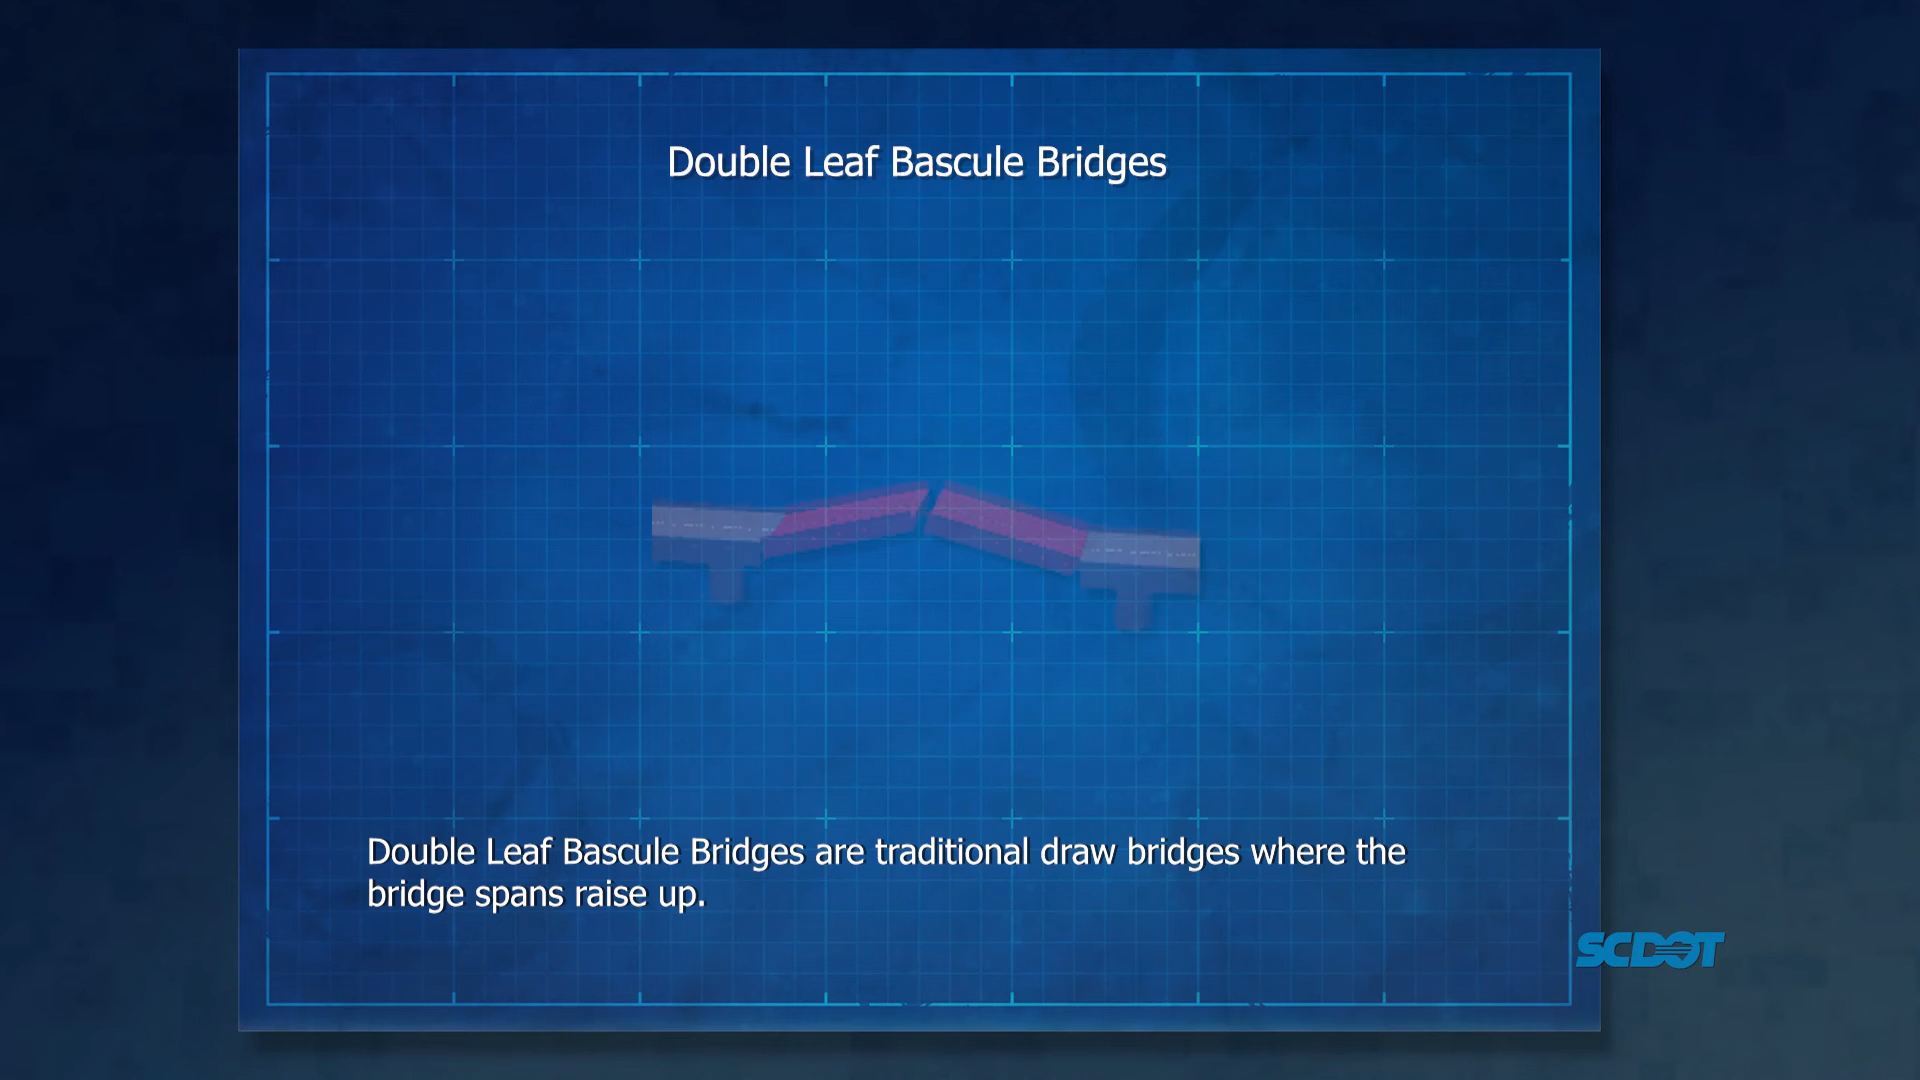 Double Leaf Bascule Bridges
Double Leaf Bascule Bridges are traditional draw bridges where the
bridge spans raise up.
SCDOT